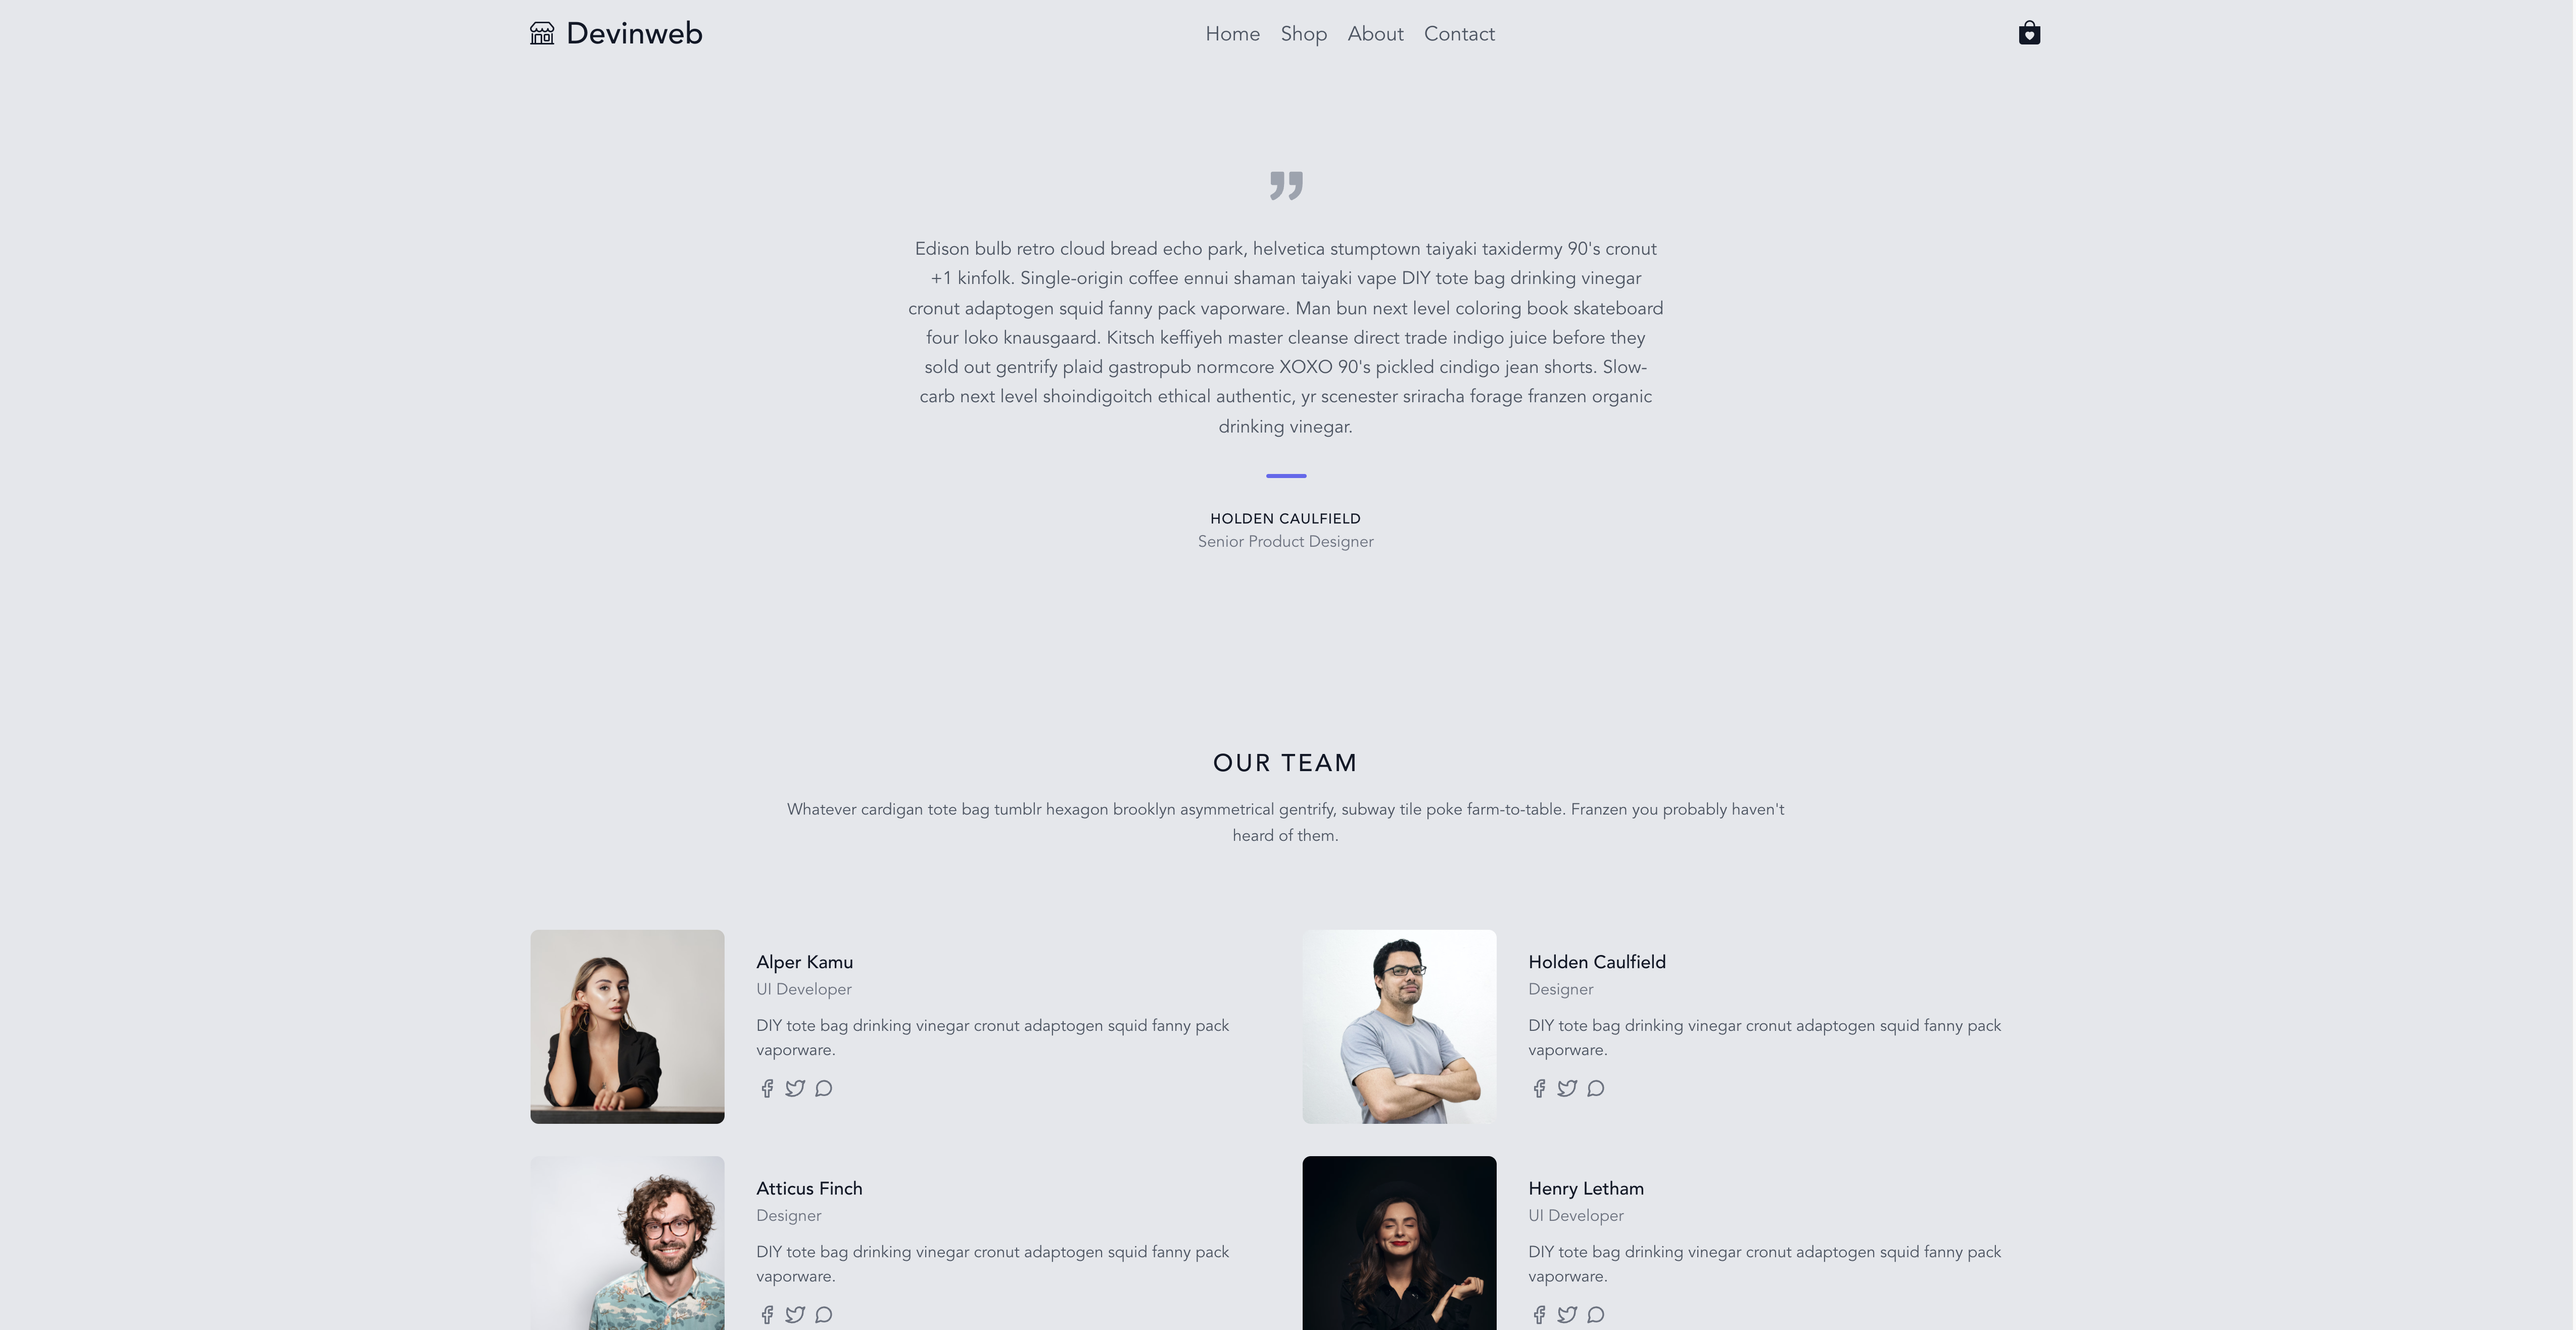 Devinweb
Home Shop About Contact
Edison bulb retro cloud bread echo park, helvetica stumptown taiyaki taxidermy 90's cronut
+1 kinfolk. Single-origin coffee ennui shaman taiyaki vape DIY tote bag drinking vinegar
cronut adaptogen squid fanny pack vaporware. Man bun next level coloring book skateboard
four loko knausgaard. Kitsch keffiyeh master cleanse direct trade indigo juice before they
sold out gentrify plaid gastropub normcore XOXO 90's pickled cindigo jean shorts. Slow-
carb next level shoindigoitch ethical authentic, yr scenester sriracha forage franzen organic
drinking vinegar.
HOLDEN CAULFIELD
Senior Product Designer
OUR TEAM
Whatever cardigan tote bag tumblr hexagon brooklyn asymmetrical gentrify, subway tile poke farm-to-table. Franzen you probably haven't
heard of them.
Alper Kamu
UI Developer
DIY tote bag drinking vinegar cronut adaptogen squid fanny pack
vaporware.
Holden Caulfield
Designer
DIY tote bag drinking vinegar cronut adaptogen squid fanny pack
vaporware.
Atticus Finch
Designer
DIY tote bag drinking vinegar cronut adaptogen squid fanny pack
vaporware.
Henry Letham
UI Developer
DIY tote bag drinking vinegar cronut adaptogen squid fanny pack
vaporware.